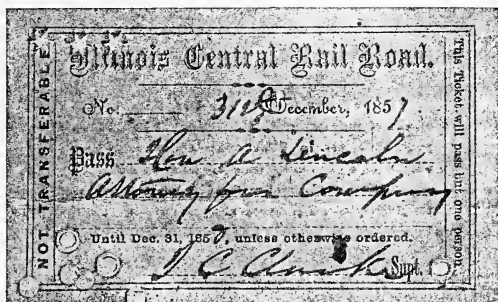 Illinois Central Rail Road.
No. 31st December, 1857
Pass Hon A Lincoln
Attorney for Company
Until Dec. 31, 1858, unless otherwise ordered.
Supt.
NOT TRANSFERABLE
This Ticket will pass but one person